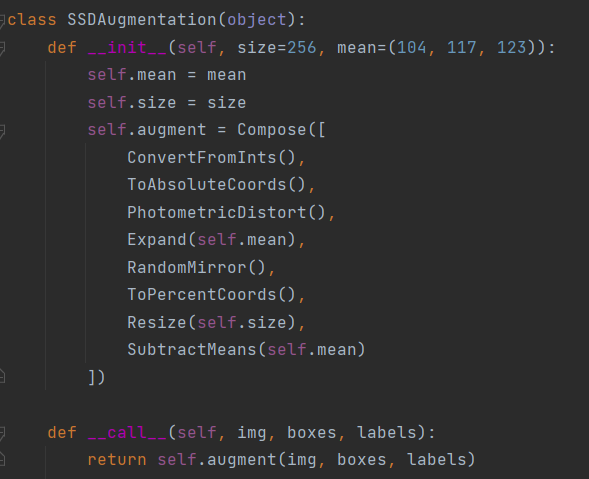 class SSDAugmentation(object):
    def __init__(self, size=256, mean=(104, 117, 123)):
        self.mean = mean
        self.size = size
        self.augment = Compose([
            ConvertFromInts(),
            ToAbsoluteCoords(),
            PhotometricDistort(),
            Expand(self.mean),
            RandomMirror(),
            ToPercentCoords(),
            Resize(self.size),
            SubtractMeans(self.mean)
        ])

    def __call__(self, img, boxes, labels):
        return self.augment(img, boxes, labels)